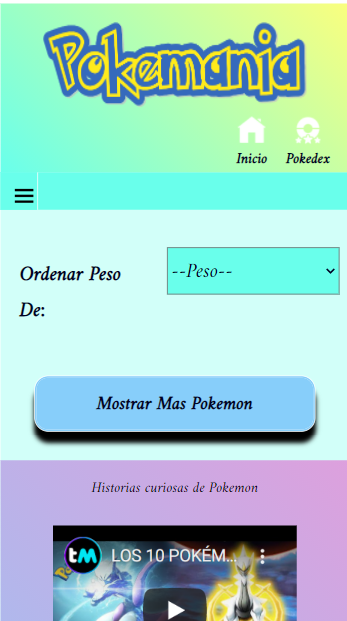 Pokemania
Inicio Pokedex
Ordenar Peso
De:
--Peso--
Mostrar Mas Pokemon
Historias curiosas de Pokemon
tM
LOS 10 POKÉM...